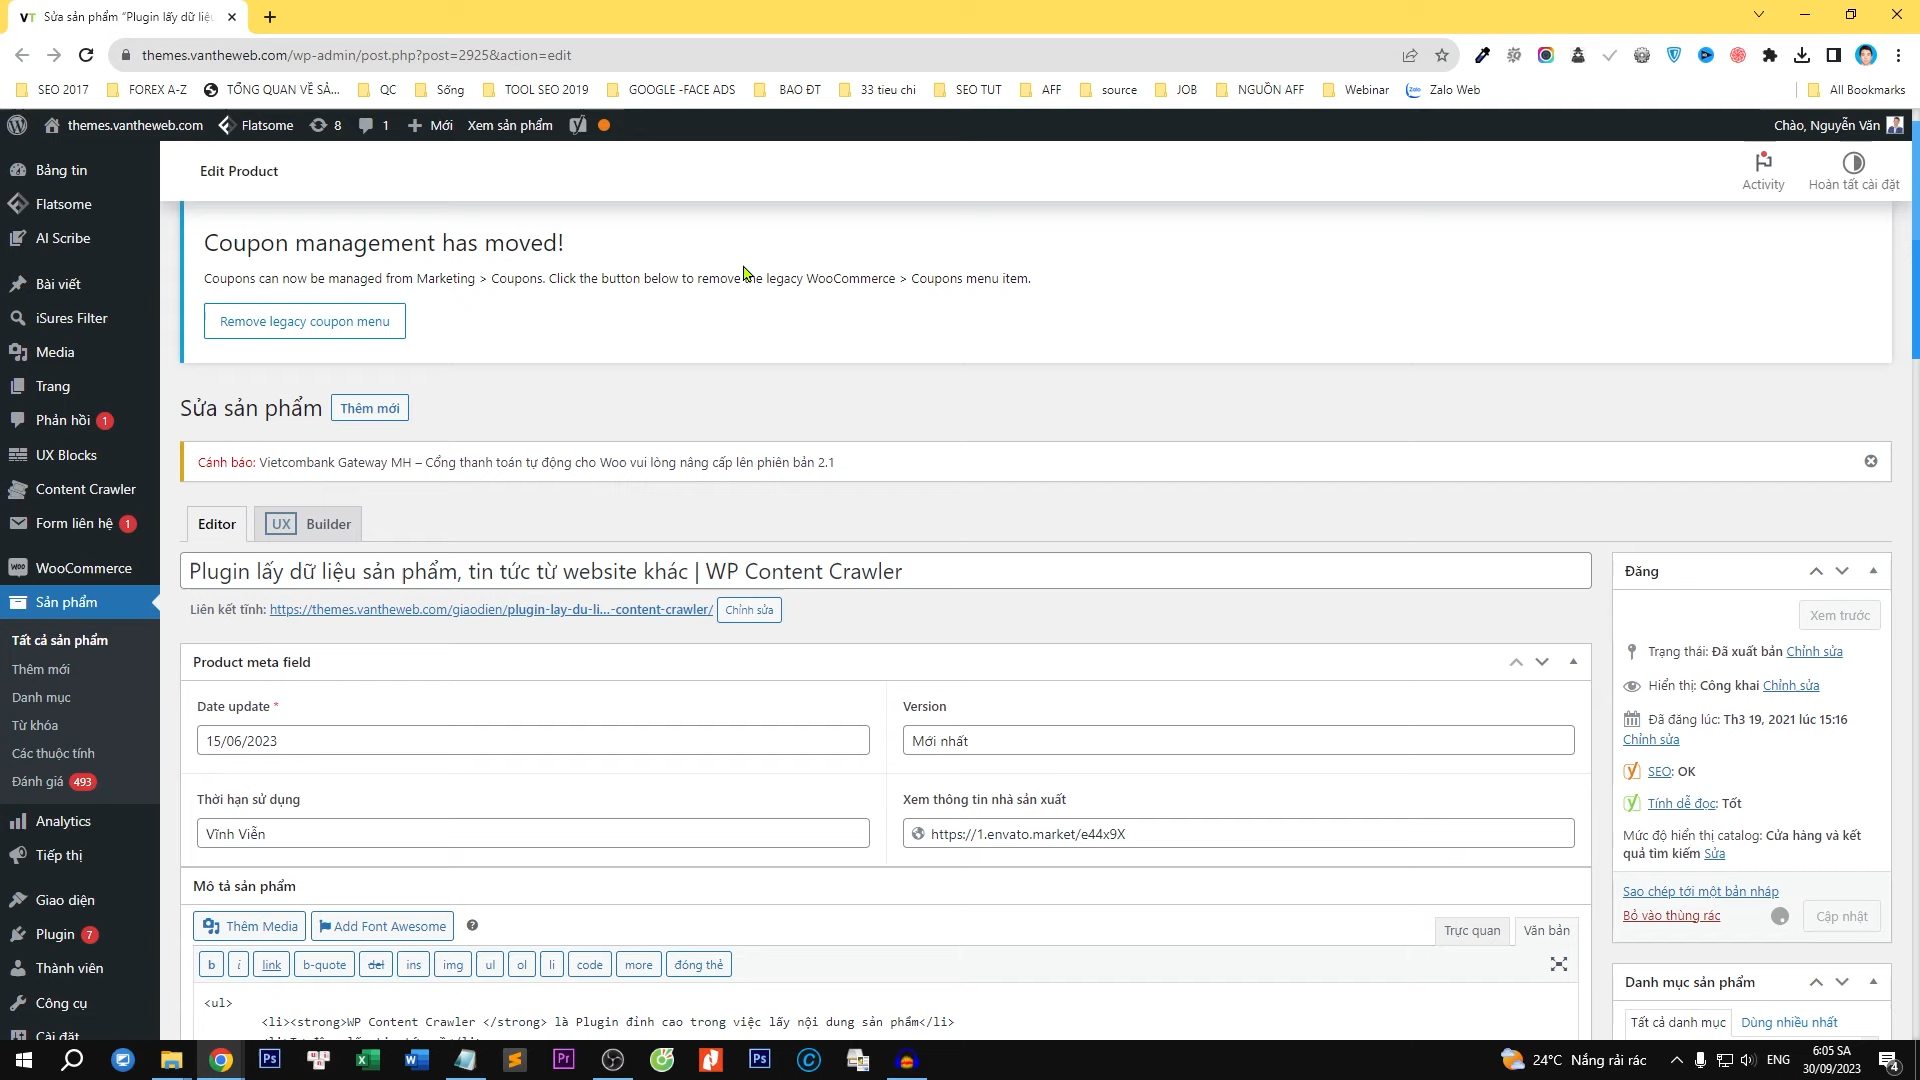 VT Sửa sản phẩm “Plugin lấy dữ liệu
themes.vantheweb.com/wp-admin/post.php?post=2925&action=edit
SEO 2017 FOREX A-Z TỔNG QUAN VỀ SẢ... QC Sống TOOL SEO 2019 GOOGLE -FACE ADS BAO ĐT 33 tieu chi SEO TUT AFF source JOB NGUỒN AFF Webinar Zalo Zalo Web All Bookmarks
themes.vantheweb.com Flatsome 8 1 Mới Xem sản phẩm Chào, Nguyễn Văn
Bảng tin
Flatsome
AI Scribe
Bài viết
iSures Filter
Media
Trang
Phản hồi 1
UX Blocks
Content Crawler
Form liên hệ 1
WooCommerce
Sản phẩm
Tất cả sản phẩm
Thêm mới
Danh mục
Từ khóa
Các thuộc tính
Đánh giá 493
Analytics
Tiếp thị
Giao diện
Plugin 7
Thành viên
Công cụ
Cài đặt
Edit Product
Activity
Hoàn tất cài đặt
Coupon management has moved!
Coupons can now be managed from Marketing > Coupons. Click the button below to remove the legacy WooCommerce > Coupons menu item.
Remove legacy coupon menu
Sửa sản phẩm Thêm mới
Cảnh báo: Vietcombank Gateway MH – Cổng thanh toán tự động cho Woo vui lòng nâng cấp lên phiên bản 2.1
Editor UX Builder
Plugin lấy dữ liệu sản phẩm, tin tức từ website khác | WP Content Crawler
Liên kết tĩnh: https://themes.vantheweb.com/giaodien/plugin-lay-du-li...-content-crawler/ Chỉnh sửa
Product meta field
Date update *
15/06/2023
Version
Mới nhất
Thời hạn sử dụng
Vĩnh Viễn
Xem thông tin nhà sản xuất
https://1.envato.market/e44x9X
Mô tả sản phẩm
Thêm Media Add Font Awesome
Trực quan Văn bản
b i link b-quote del ins img ul ol li code more đóng thẻ
<ul>
<li><strong>WP Content Crawler </strong> là Plugin đỉnh cao trong việc lấy nội dung sản phẩm</li>
Đăng
Xem trước
Trạng thái: Đã xuất bản Chỉnh sửa
Hiển thị: Công khai Chỉnh sửa
Đã đăng lúc: Th3 19, 2021 lúc 15:16
Chỉnh sửa
SEO: OK
Tính dễ đọc: Tốt
Mức độ hiển thị catalog: Cửa hàng và kết
quả tìm kiếm Sửa
Sao chép tới một bản nháp
Bỏ vào thùng rác Cập nhật
Danh mục sản phẩm
Tất cả danh mục Dùng nhiều nhất
24°C Nắng rải rác ENG
6:05 SA
30/09/2023
4